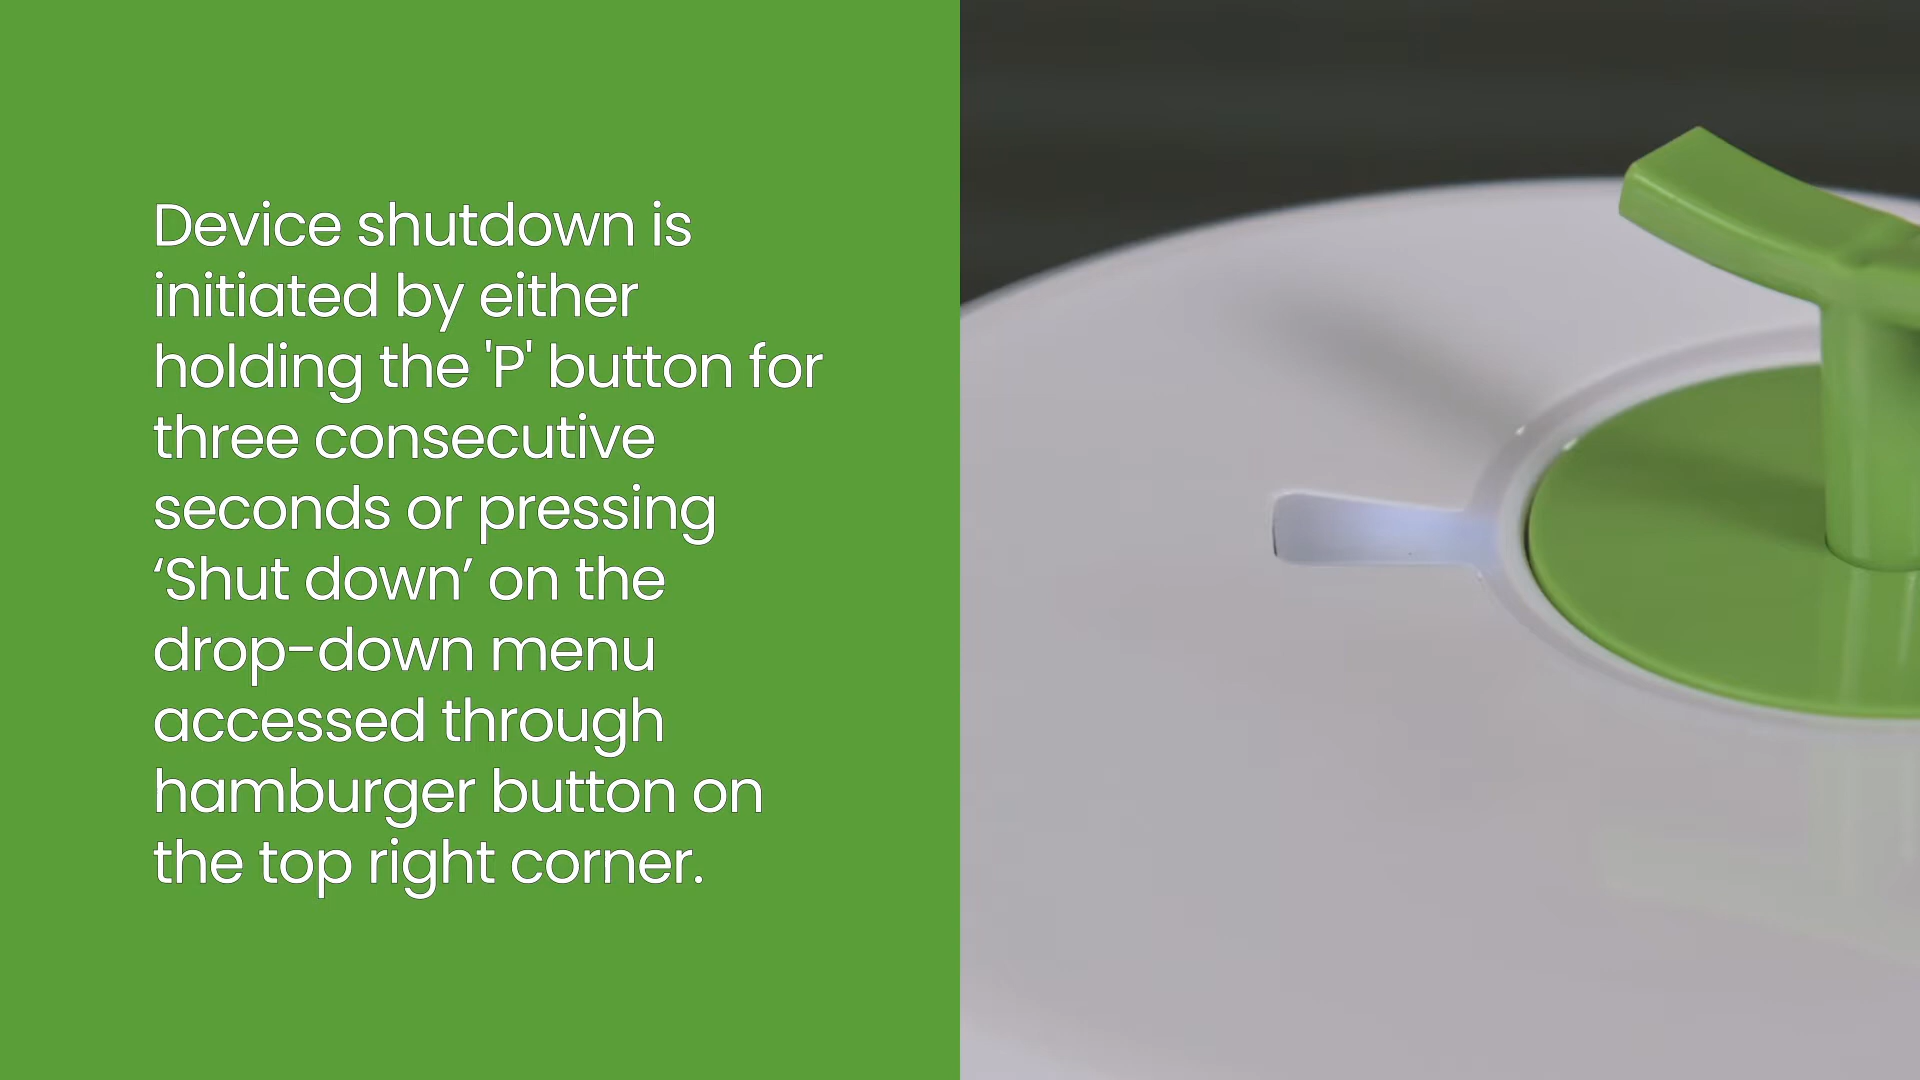 Device shutdown is
initiated by either
holding the 'P' button for
three consecutive
seconds or pressing
‘Shut down’ on the
drop-down menu
accessed through
hamburger button on
the top right corner.